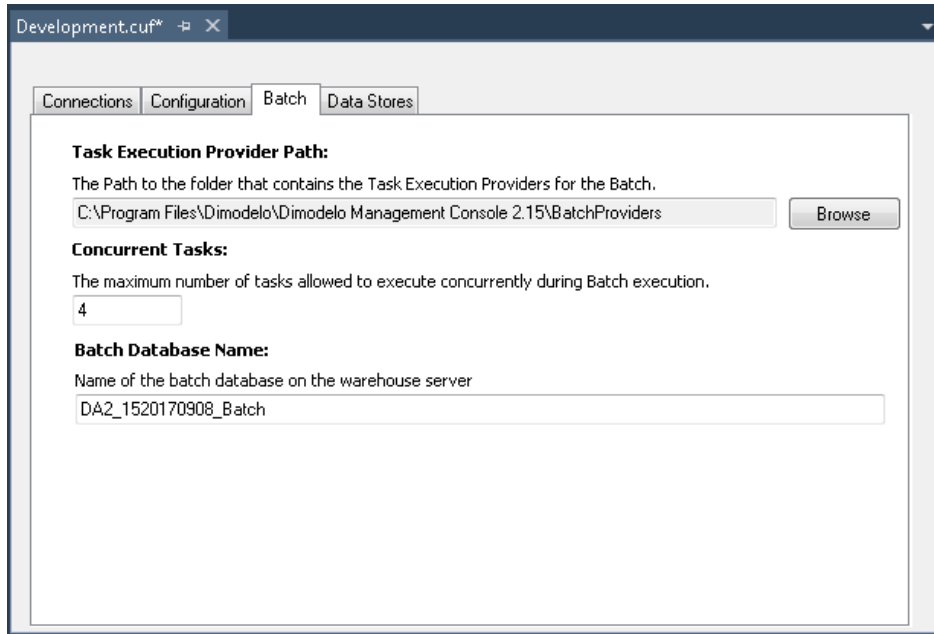 Development.cuf*
Connections Configuration Batch Data Stores
Task Execution Provider Path:
The Path to the folder that contains the Task Execution Providers for the Batch.
C:\Program Files\Dimodelo\Dimodelo Management Console 2.15\BatchProviders Browse
Concurrent Tasks:
The maximum number of tasks allowed to execute concurrently during Batch execution.
4
Batch Database Name:
Name of the batch database on the warehouse server
DA2_1520170908_Batch